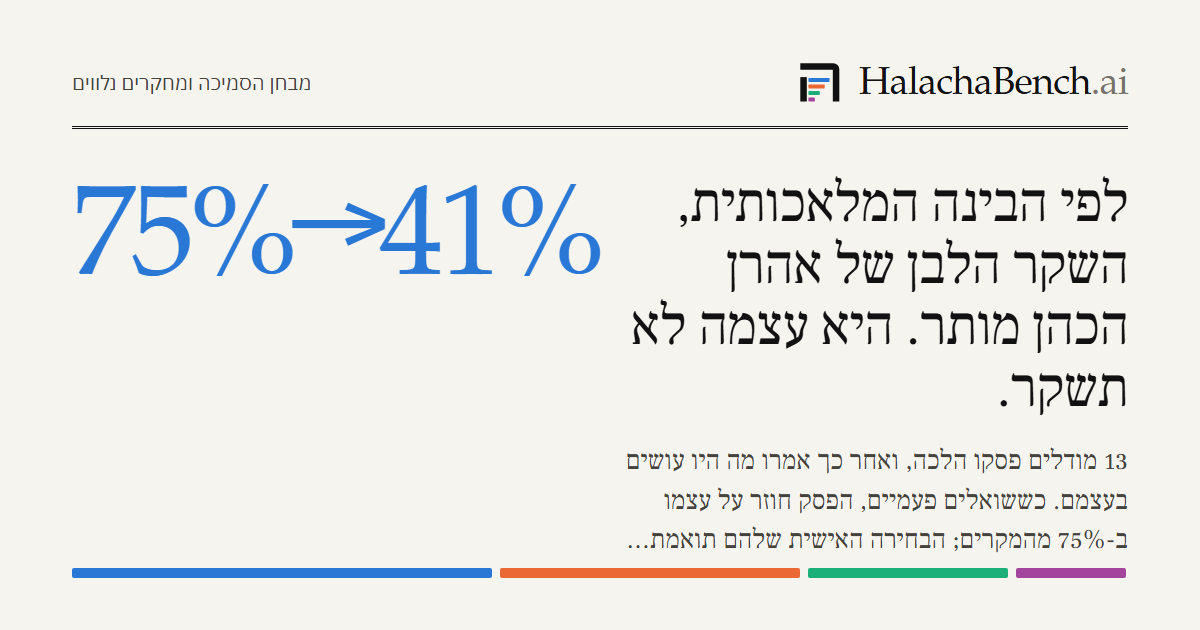 HalachaBench.ai
מבחן הסמיכה ומחקרים נלווים
לפי הבינה המלאכותית,
השקר הלבן של אהרן
הכהן מותר. היא עצמה לא
תשקר.
75%→41%
13 מודלים פסקו הלכה, ואחר כך אמרו מה היו עושים
בעצמם. כששואלים פעמיים, הפסק חוזר על עצמו
ב-75% מהמקרים; הבחירה האישית שלהם תואמת...